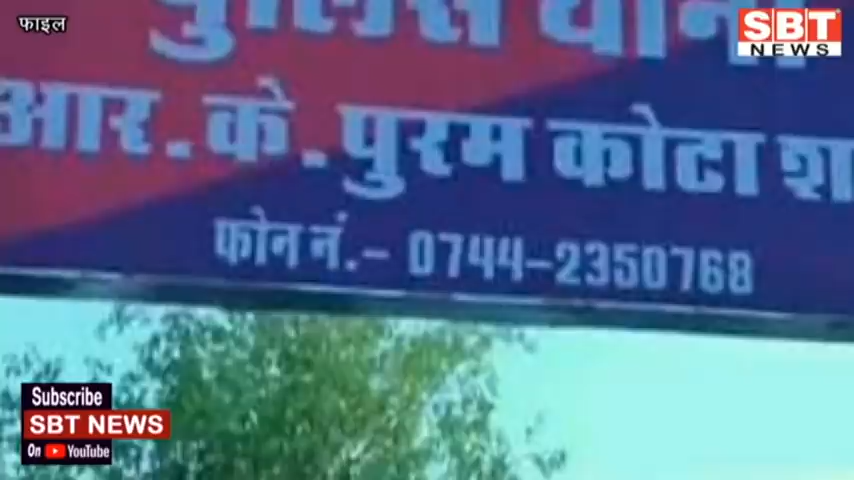 फाइल
SBT
NEWS
पुलिस थाना
आर.के.पुरम कोटा श
फोन नं.- 0744-2350768
Subscribe
SBT NEWS
On YouTube